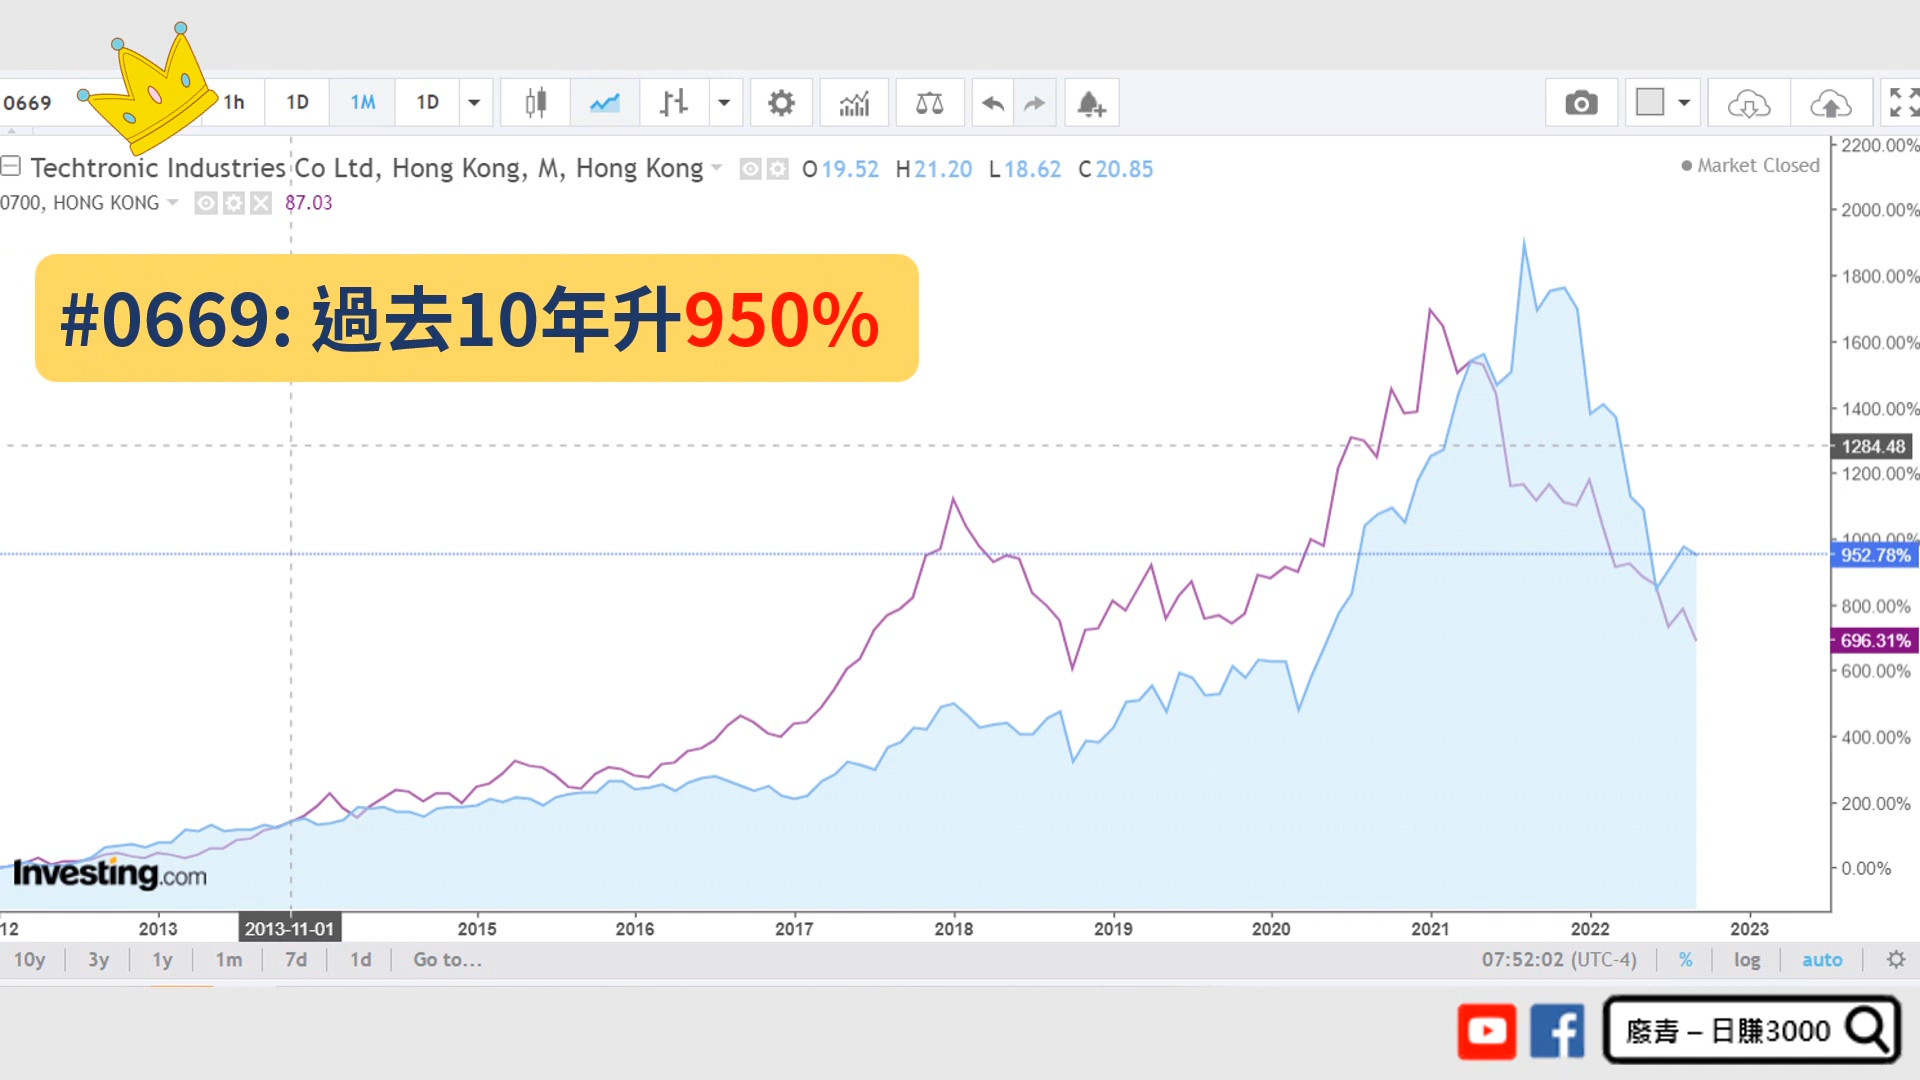 0669 1h 1D 1M 1D
Techtronic Industries Co Ltd, Hong Kong, M, Hong Kong O 19.52 H 21.20 L 18.62 C 20.85
Market Closed
0700, HONG KONG 87.03
#0669: 過去10年升950%
2200.00%
2000.00%
1800.00%
1600.00%
1400.00%
1284.48
1200.00%
1000.00%
952.78%
800.00%
696.31%
600.00%
400.00%
200.00%
0.00%
Investing.com
12 2013 2013-11-01 2015 2016 2017 2018 2019 2020 2021 2022 2023
10y 3y 1y 1m 7d 1d Go to... 07:52:02 (UTC-4) % log auto
廢青 – 日賺3000